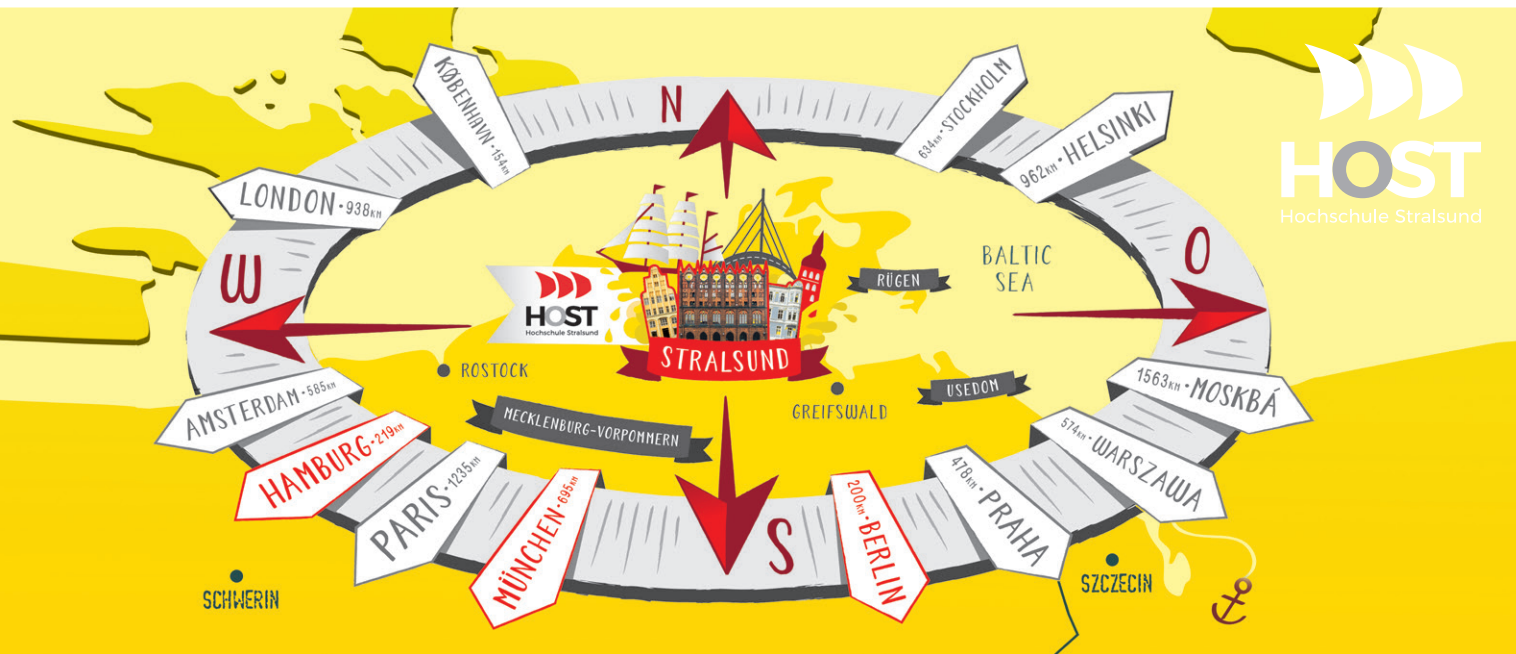 KØBENHAVN · 154KM
N
634KM · STOCKHOLM
962KM · HELSINKI
HOST
Hochschule Stralsund
LONDON · 938KM
W
O
BALTIC
SEA
RÜGEN
HOST
Hochschule Stralsund
STRALSUND
ROSTOCK
USEDOM
GREIFSWALD
MECKLENBURG-VORPOMMERN
AMSTERDAM · 585KM
HAMBURG · 219KM
PARIS · 1235KM
MÜNCHEN · 695KM
S
200KM · BERLIN
478KM · PRAHA
574KM · WARSZAWA
1563KM · MOSKBÁ
SCHWERIN
SZCZECIN